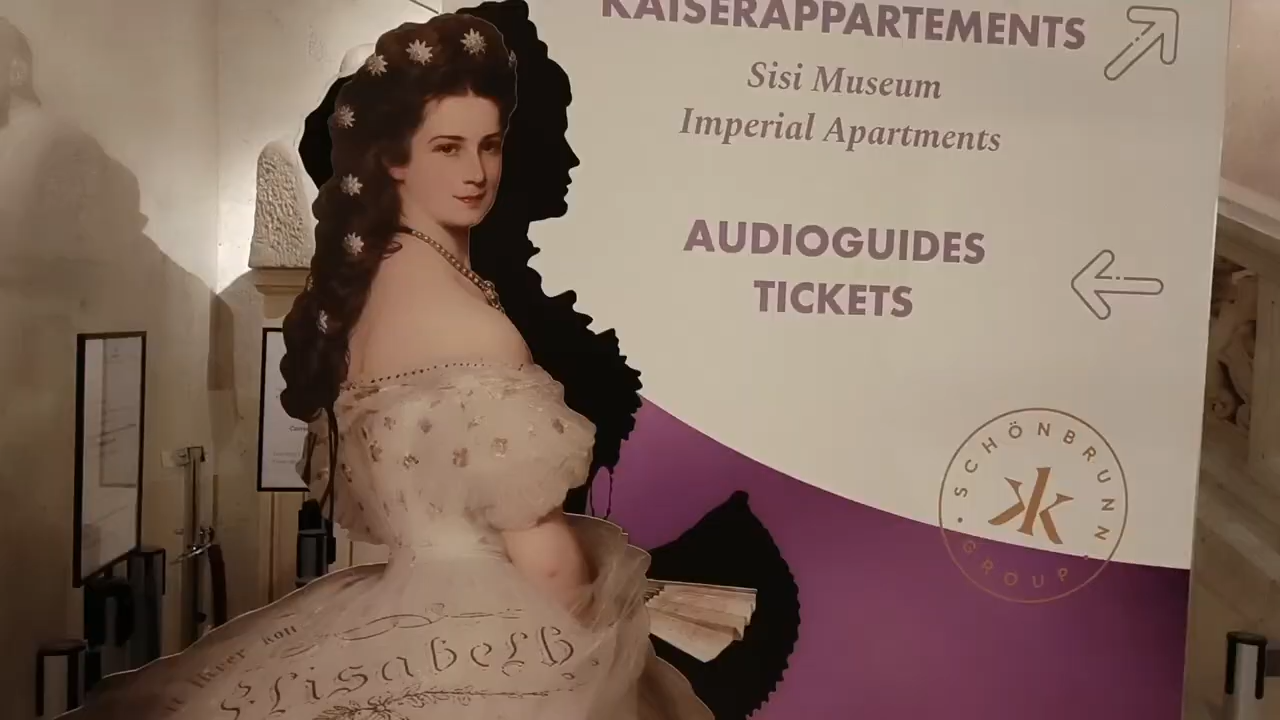 KAISERAPPARTEMENTS
Sisi Museum
Imperial Apartments
AUDIOGUIDES
TICKETS
SCHÖNBRUNN
GROUP
Elisabeth.